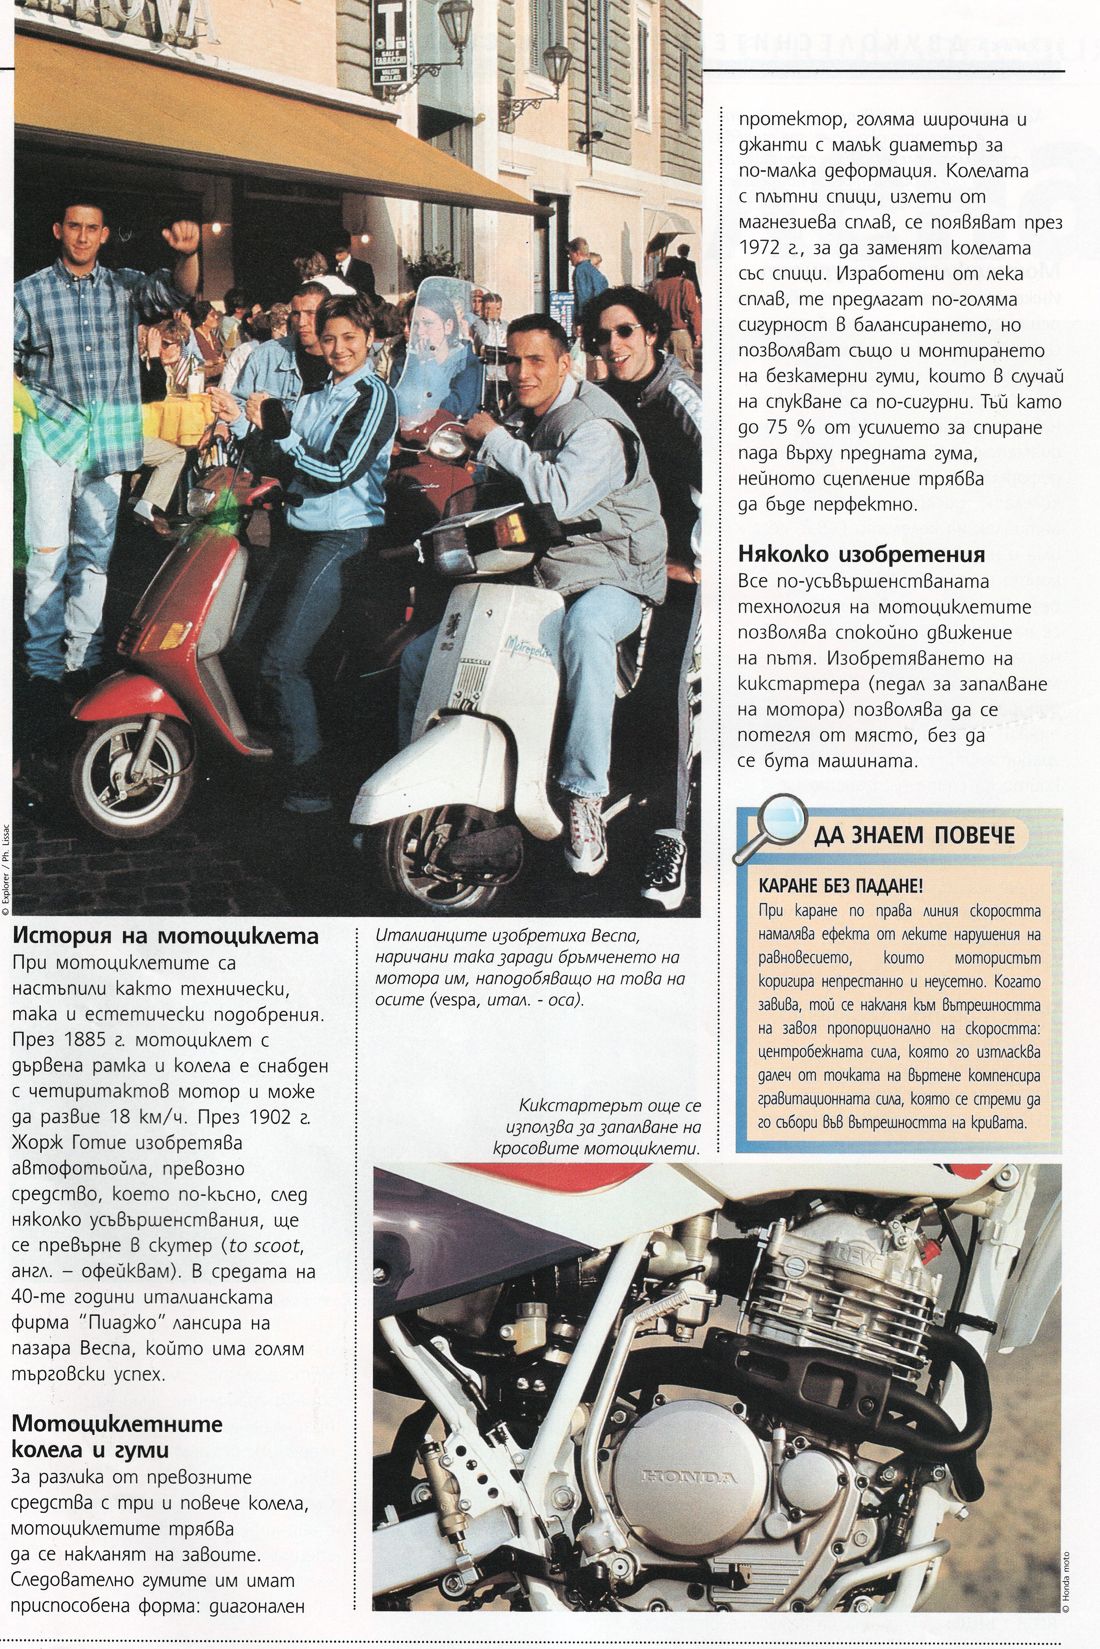 NOVA
T
SALI E
TABACCHI
VALORI
BOLLATI
PEUGEOT
Metropolis
© Explorer / Ph. Lissac
История на мотоциклета
При мотоциклетите са
настъпили както технически,
така и естетически подобрения.
През 1885 г. мотоциклет с
дървена рамка и колела е снабден
с четиритактов мотор и може
да развие 18 км/ч. През 1902 г.
Жорж Готие изобретява
автофотьойла, превозно
средство, което по-късно, след
няколко усъвършенствания, ще
се превърне в скутер (to scoot,
англ. – офейквам). В средата на
40-те години италианската
фирма "Пиаджо" лансира на
пазара Веспа, който има голям
търговски успех.
Мотоциклетните
колела и гуми
За разлика от превозните
средства с три и повече колела,
мотоциклетите трябва
да се накланят на завоите.
Следователно гумите им имат
приспособена форма: диагонален
Италианците изобретиха Веспа,
наричани така заради бръмченето на
мотора им, наподобяващо на това на
осите (vespa, итал. - оса).
Кикстартерът още се
използва за запалване на
кросовите мотоциклети.
протектор, голяма широчина и
джанти с малък диаметър за
по-малка деформация. Колелата
с плътни спици, излети от
магнезиева сплав, се появяват през
1972 г., за да заменят колелата
със спици. Изработени от лека
сплав, те предлагат по-голяма
сигурност в балансирането, но
позволяват също и монтирането
на безкамерни гуми, които в случай
на спукване са по-сигурни. Тъй като
до 75 % от усилието за спиране
пада върху предната гума,
нейното сцепление трябва
да бъде перфектно.
Няколко изобретения
Все по-усъвършенстваната
технология на мотоциклетите
позволява спокойно движение
на пътя. Изобретяването на
кикстартера (педал за запалване
на мотора) позволява да се
потегля от място, без да
се бута машината.
ДА ЗНАЕМ ПОВЕЧЕ
КАРАНЕ БЕЗ ПАДАНЕ!
При каране по права линия скоростта
намалява ефекта от леките нарушения на
равновесието, които мотористът
коригира непрестанно и неусетно. Когато
завива, той се накланя към вътрешността
на завоя пропорционално на скоростта:
центробежната сила, която го изтласква
далеч от точката на въртене компенсира
гравитационната сила, която се стреми да
го събори във вътрешността на кривата.
HONDA
© Honda moto